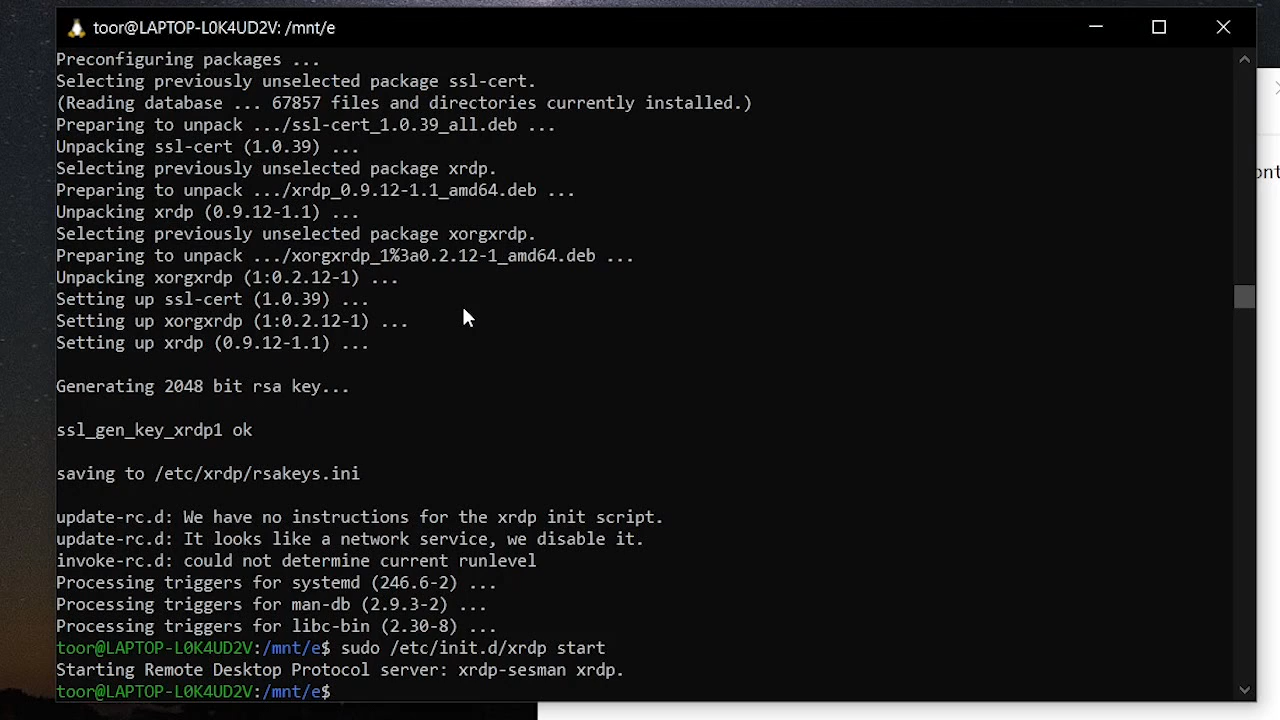 toor@LAPTOP-L0K4UD2V: /mnt/e
Preconfiguring packages ...
Selecting previously unselected package ssl-cert.
(Reading database ... 67857 files and directories currently installed.)
Preparing to unpack .../ssl-cert_1.0.39_all.deb ...
Unpacking ssl-cert (1.0.39) ...
Selecting previously unselected package xrdp.
Preparing to unpack .../xrdp_0.9.12-1.1_amd64.deb ...
Unpacking xrdp (0.9.12-1.1) ...
Selecting previously unselected package xorgxrdp.
Preparing to unpack .../xorgxrdp_1%3a0.2.12-1_amd64.deb ...
Unpacking xorgxrdp (1:0.2.12-1) ...
Setting up ssl-cert (1.0.39) ...
Setting up xorgxrdp (1:0.2.12-1) ...
Setting up xrdp (0.9.12-1.1) ...
Generating 2048 bit rsa key...
ssl_gen_key_xrdp1 ok
saving to /etc/xrdp/rsakeys.ini
update-rc.d: We have no instructions for the xrdp init script.
update-rc.d: It looks like a network service, we disable it.
invoke-rc.d: could not determine current runlevel
Processing triggers for systemd (246.6-2) ...
Processing triggers for man-db (2.9.3-2) ...
Processing triggers for libc-bin (2.30-8) ...
toor@LAPTOP-L0K4UD2V:/mnt/e$ sudo /etc/init.d/xrdp start
Starting Remote Desktop Protocol server: xrdp-sesman xrdp.
toor@LAPTOP-L0K4UD2V:/mnt/e$